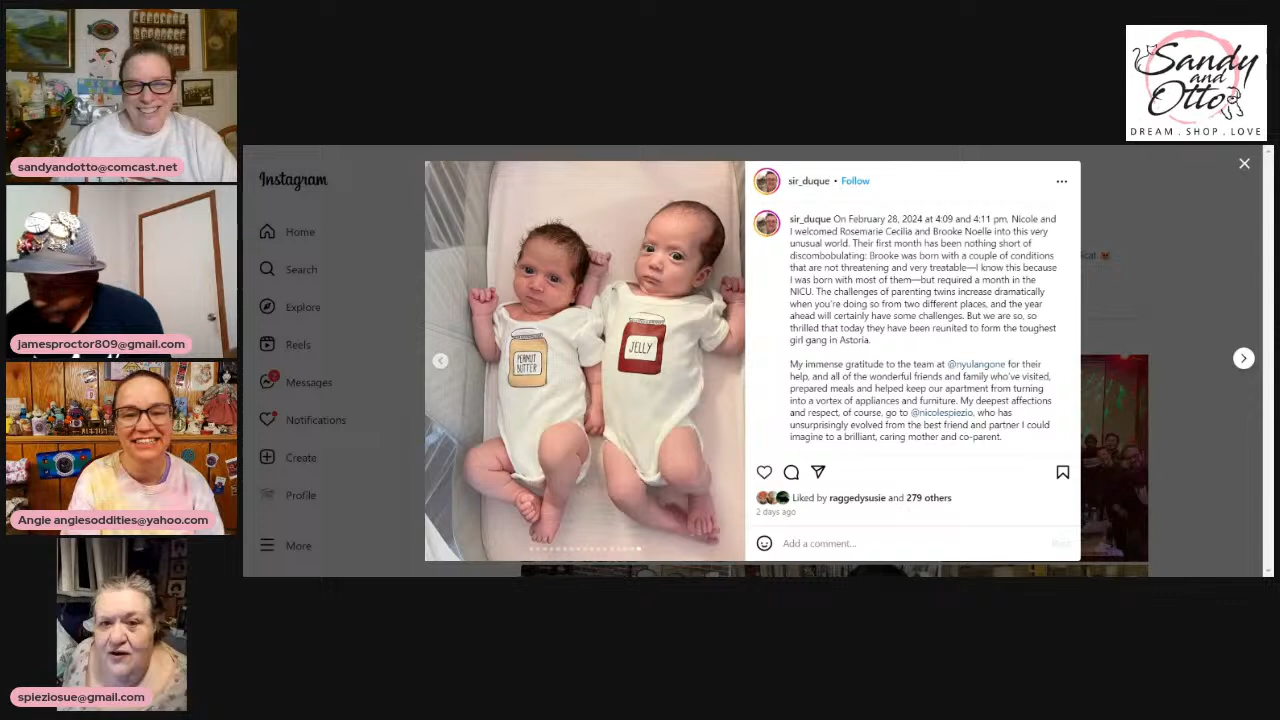 sandyandotto@comcast.net
jamesproctor809@gmail.com
Angie angiesoddities@yahoo.com
spieziosue@gmail.com
Sandy
and
Otto
DREAM . SHOP . LOVE
Instagram
Home
Search
Explore
Reels
Messages
Notifications
Create
Profile
More
PEANUT
BUTTER
JELLY
sir_duque • Follow
sir_duque On February 28, 2024 at 4:09 and 4:11 pm, Nicole and
I welcomed Rosemarie Cecilia and Brooke Noelle into this very
unusual world. Their first month has been nothing short of
discombobulating: Brooke was born with a couple of conditions
that are not threatening and very treatable—I know this because
I was born with most of them—but required a month in the
NICU. The challenges of parenting twins increase dramatically
when you're doing so from two different places, and the year
ahead will certainly have some challenges. But we are so, so
thrilled that today they have been reunited to form the toughest
girl gang in Astoria.
My immense gratitude to the team at @nyulangone for their
help, and all of the wonderful friends and family who've visited,
prepared meals and helped keep our apartment from turning
into a vortex of appliances and furniture. My deepest affections
and respect, of course, go to @nicolespiezio, who has
unsurprisingly evolved from the best friend and partner I could
imagine to a brilliant, caring mother and co-parent.
Liked by raggedysusie and 279 others
2 days ago
Add a comment...
Post